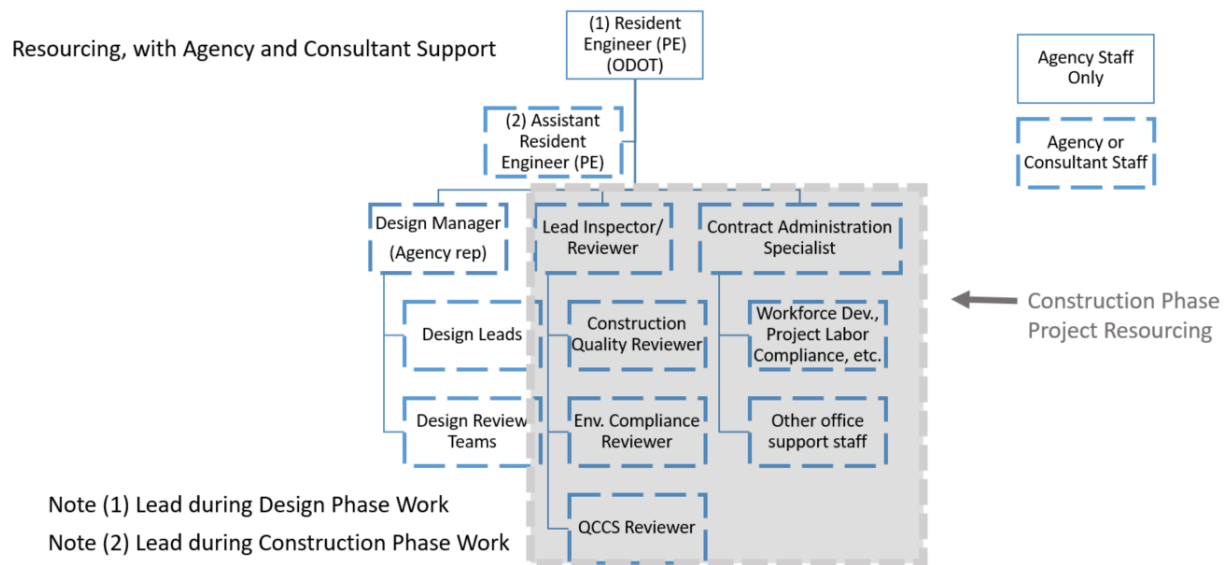 Resourcing, with Agency and Consultant Support
(1) Resident
Engineer (PE)
(ODOT)
Agency Staff
Only
(2) Assistant
Resident
Engineer (PE)
Agency or
Consultant Staff
Design Manager
(Agency rep)
Lead Inspector/
Reviewer
Contract Administration
Specialist
Construction Phase
Project Resourcing
Design Leads
Construction
Quality Reviewer
Workforce Dev.,
Project Labor
Compliance, etc.
Design Review
Teams
Env. Compliance
Reviewer
Other office
support staff
QCCS Reviewer
Note (1) Lead during Design Phase Work
Note (2) Lead during Construction Phase Work